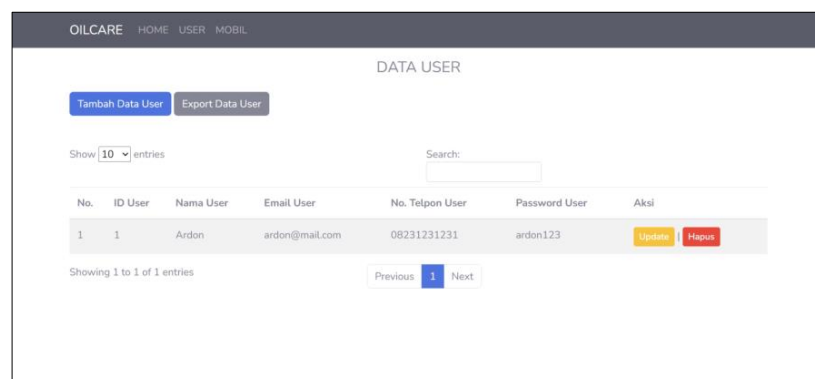 OILCARE HOME USER MOBIL
DATA USER
Tambah Data User Export Data User
Show 10 entries Search:
No. ID User Nama User Email User No. Telpon User Password User Aksi
1 1 Ardon ardon@mail.com 08231231231 ardon123 Update | Hapus
Showing 1 to 1 of 1 entries Previous 1 Next